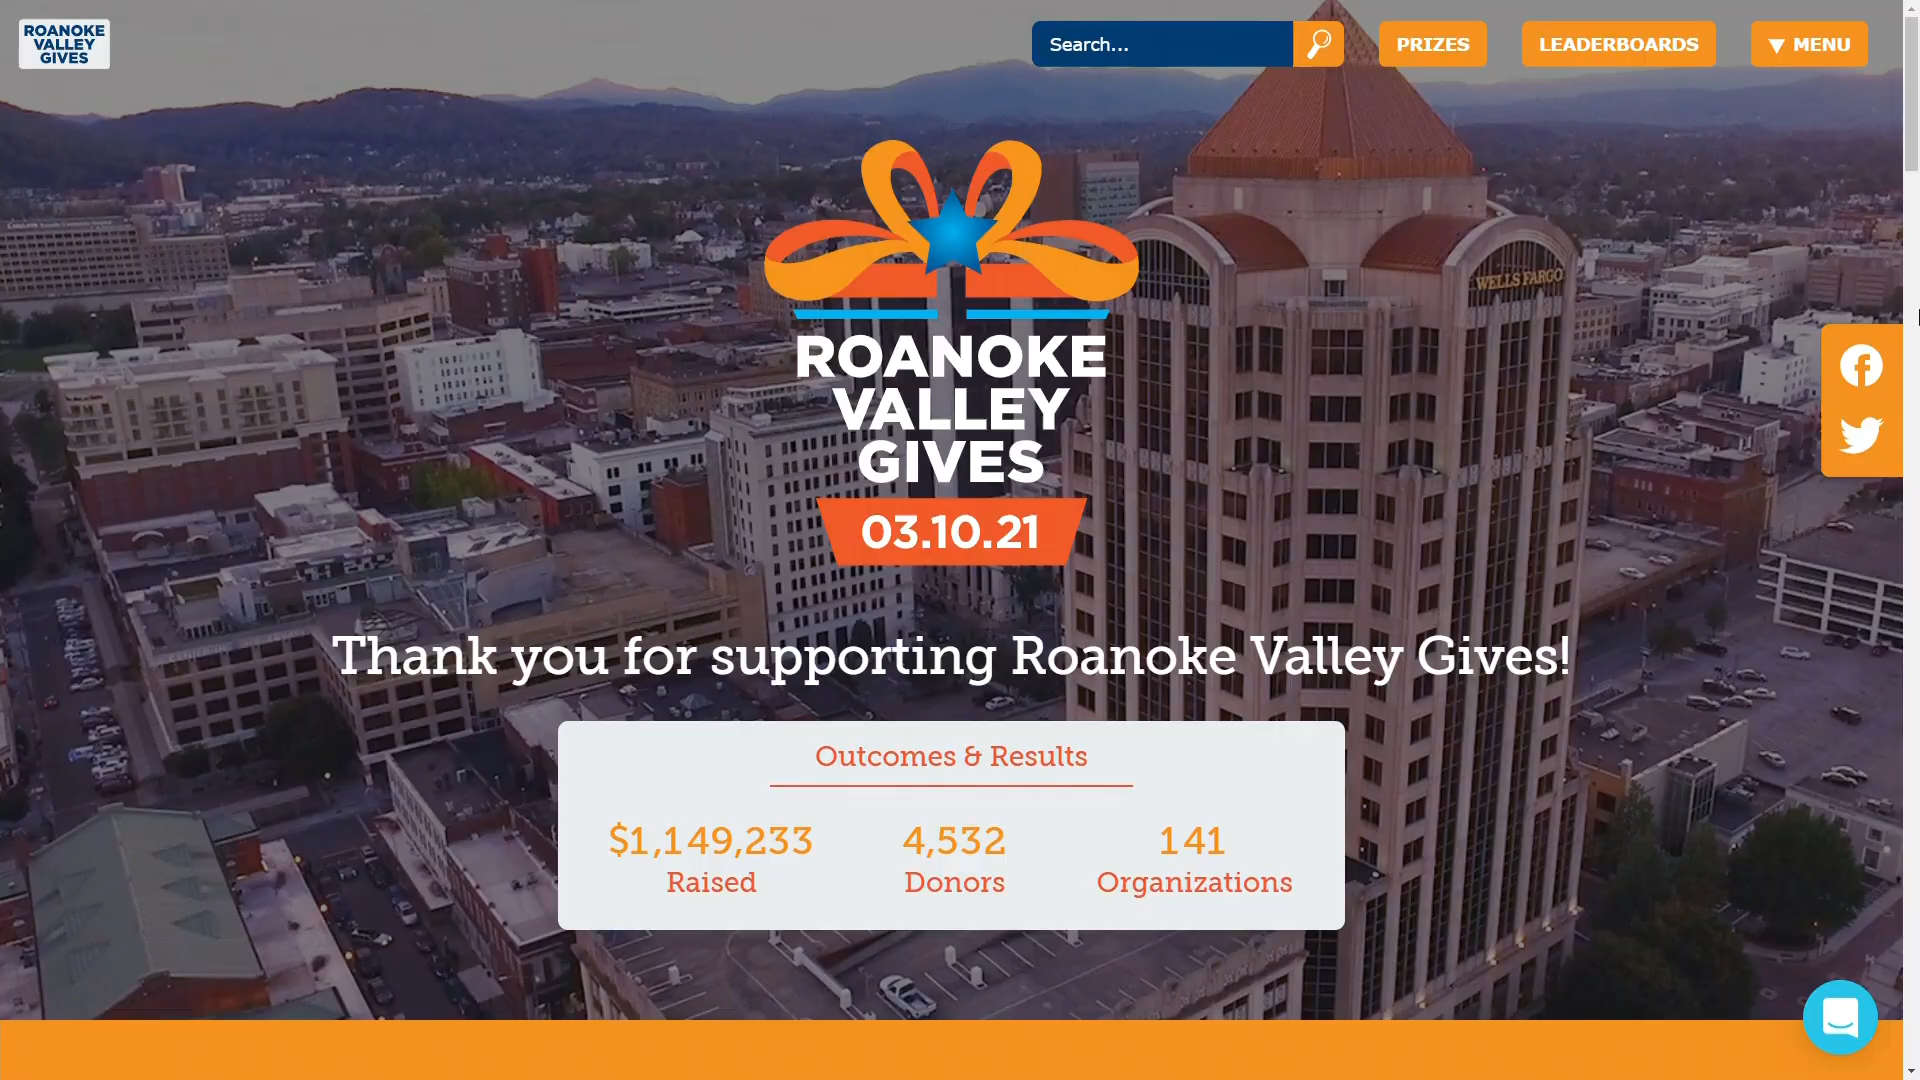 ROANOKE
VALLEY
GIVES
Search...
PRIZES
LEADERBOARDS
▼ MENU
WELLS FARGO
ROANOKE
VALLEY
GIVES
03.10.21
Thank you for supporting Roanoke Valley Gives!
Outcomes & Results
$1,149,233
Raised
4,532
Donors
141
Organizations